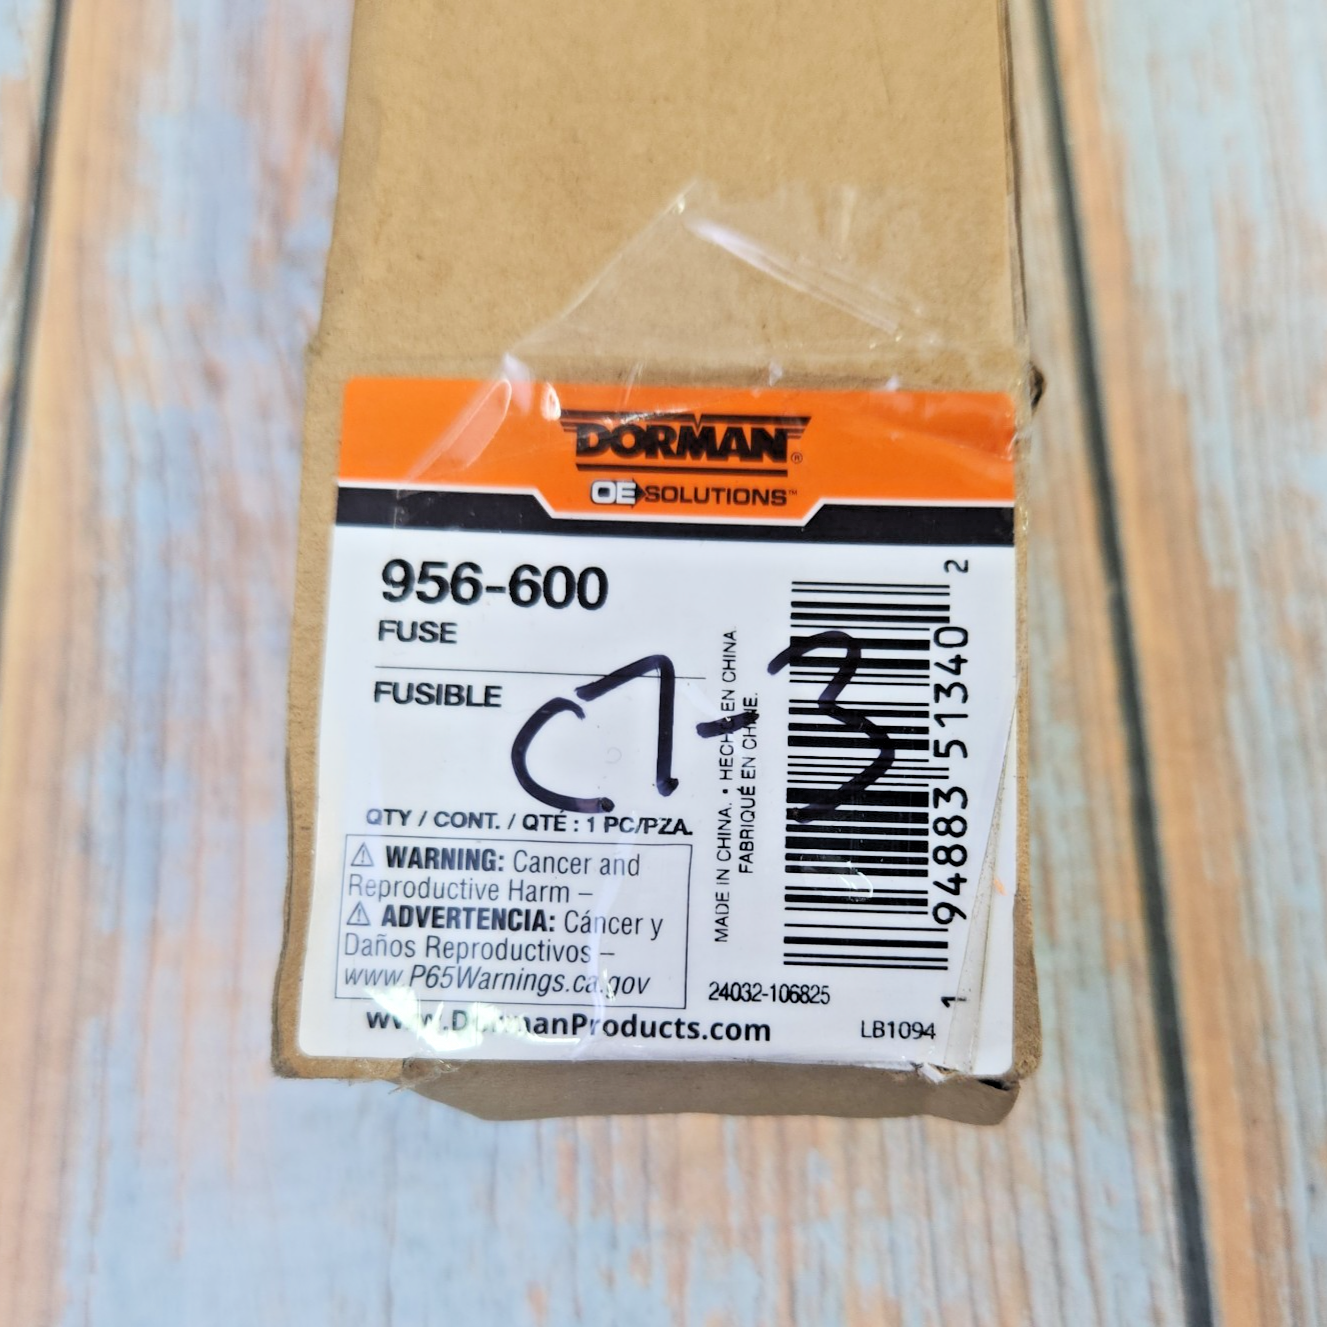 DORMAN®
OE SOLUTIONS™
956-600
FUSE
FUSIBLE
C7-3
QTY / CONT. / QTÉ : 1 PC/PZA.
⚠ WARNING: Cancer and
Reproductive Harm –
⚠ ADVERTENCIA: Cáncer y
Daños Reproductivos –
www.P65Warnings.ca.gov
www.DormanProducts.com
MADE IN CHINA. • HECHO EN CHINA.
FABRIQUÉ EN CHINE.
1 94883 51340 2
24032-106825
LB1094